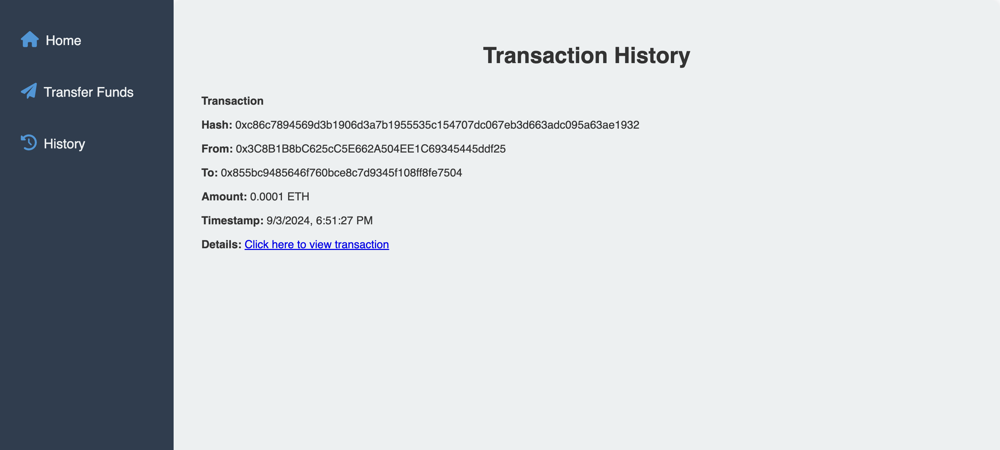 Home
Transfer Funds
History
Transaction History
Transaction
Hash: 0xc86c7894569d3b1906d3a7b1955535c154707dc067eb3d663adc095a63ae1932
From: 0x3C8B1B8bC625cC5E662A504EE1C69345445ddf25
To: 0x855bc9485646f760bce8c7d9345f108ff8fe7504
Amount: 0.0001 ETH
Timestamp: 9/3/2024, 6:51:27 PM
Details: Click here to view transaction